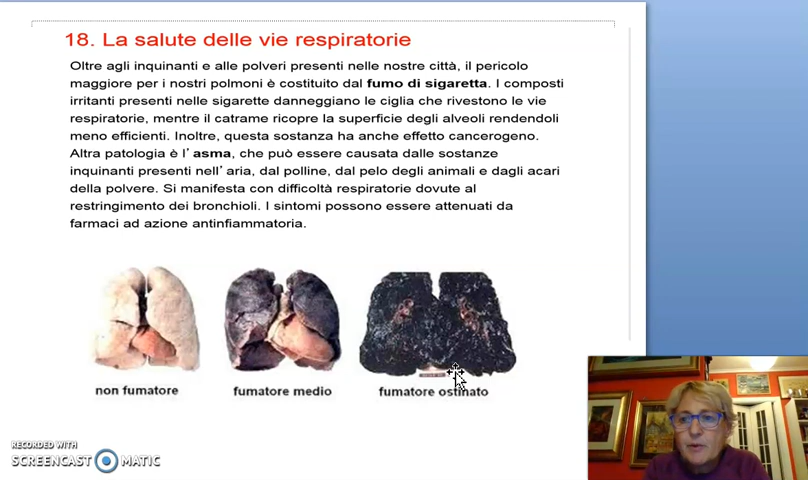 18. La salute delle vie respiratorie
Oltre agli inquinanti e alle polveri presenti nelle nostre città, il pericolo
maggiore per i nostri polmoni è costituito dal fumo di sigaretta. I composti
irritanti presenti nelle sigarette danneggiano le ciglia che rivestono le vie
respiratorie, mentre il catrame ricopre la superficie degli alveoli rendendoli
meno efficienti. Inoltre, questa sostanza ha anche effetto cancerogeno.
Altra patologia è l'asma, che può essere causata dalle sostanze
inquinanti presenti nell'aria, dal polline, dal pelo degli animali e dagli acari
della polvere. Si manifesta con difficoltà respiratorie dovute al
restringimento dei bronchioli. I sintomi possono essere attenuati da
farmaci ad azione antinfiammatoria.
non fumatore
fumatore medio
fumatore ostinato
RECORDED WITH
SCREENCAST MATIC